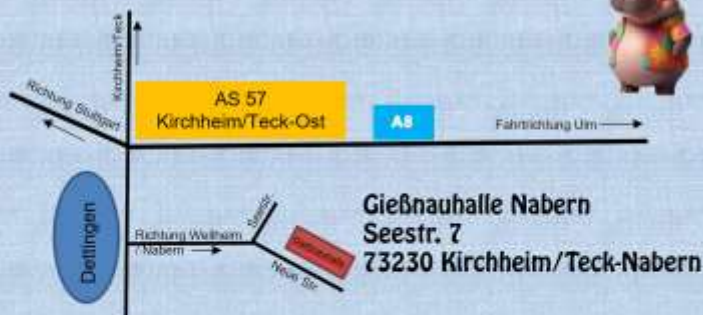 Kirchheim/Teck
Richtung Stuttgart
AS 57
Kirchheim/Teck-Ost
A8
Fahrtrichtung Ulm
Dettingen
Richtung Weilheim
/ Nabern
Seestr.
Neue Str.
Gießnauhalle
Gießnauhalle Nabern
Seestr. 7
73230 Kirchheim/Teck-Nabern